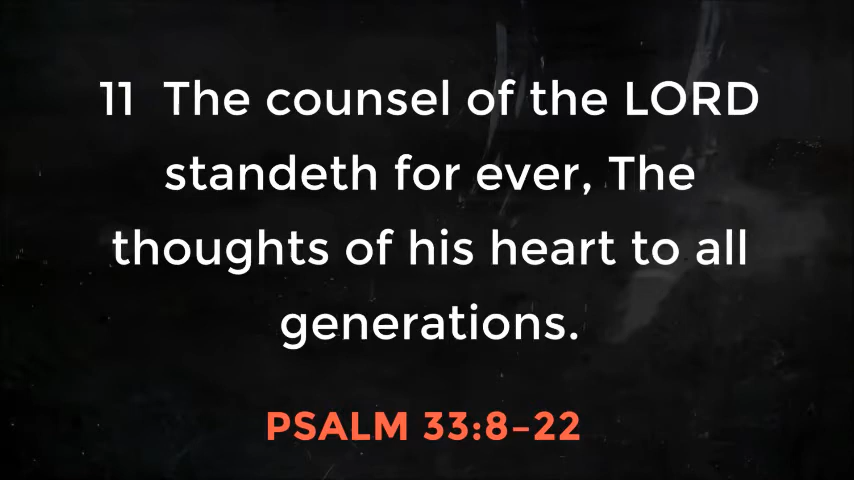 11 The counsel of the LORD
standeth for ever, The
thoughts of his heart to all
generations.
PSALM 33:8–22